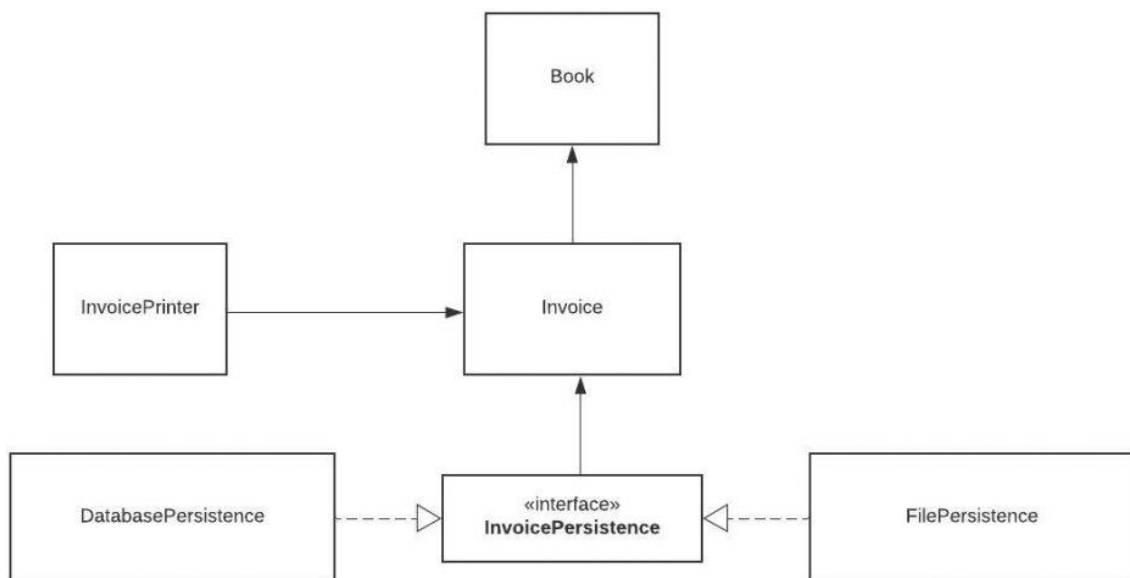 Book
InvoicePrinter
Invoice
DatabasePersistence
«interface»
InvoicePersistence
FilePersistence